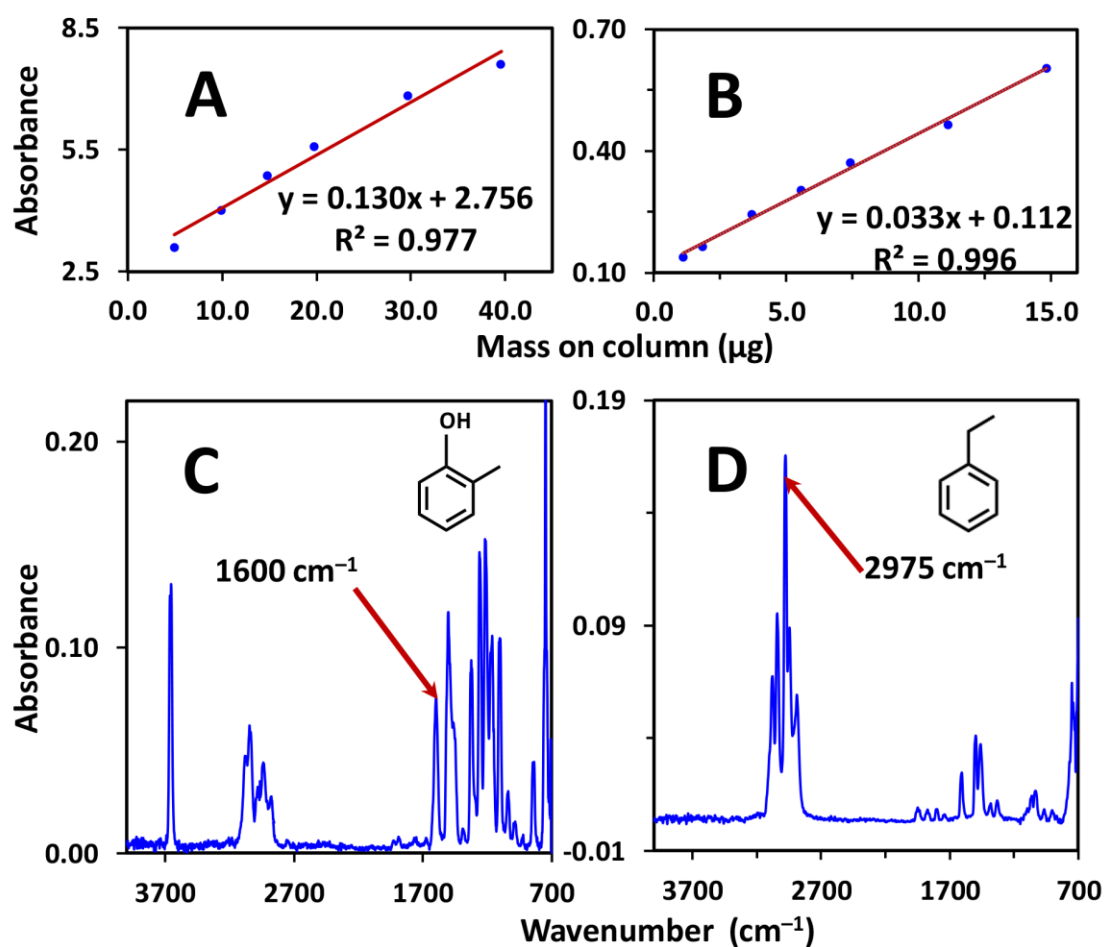 8.5
5.5
2.5
Absorbance
A
y = 0.130x + 2.756
R² = 0.977
0.0 10.0 20.0 30.0 40.0
0.70
0.40
0.10
B
y = 0.033x + 0.112
R² = 0.996
0.0 5.0 10.0 15.0
Mass on column (µg)
0.20
0.10
0.00
Absorbance
C
OH
1600 cm⁻¹
3700 2700 1700 700
0.19
0.09
-0.01
D
2975 cm⁻¹
3700 2700 1700 700
Wavenumber (cm⁻¹)